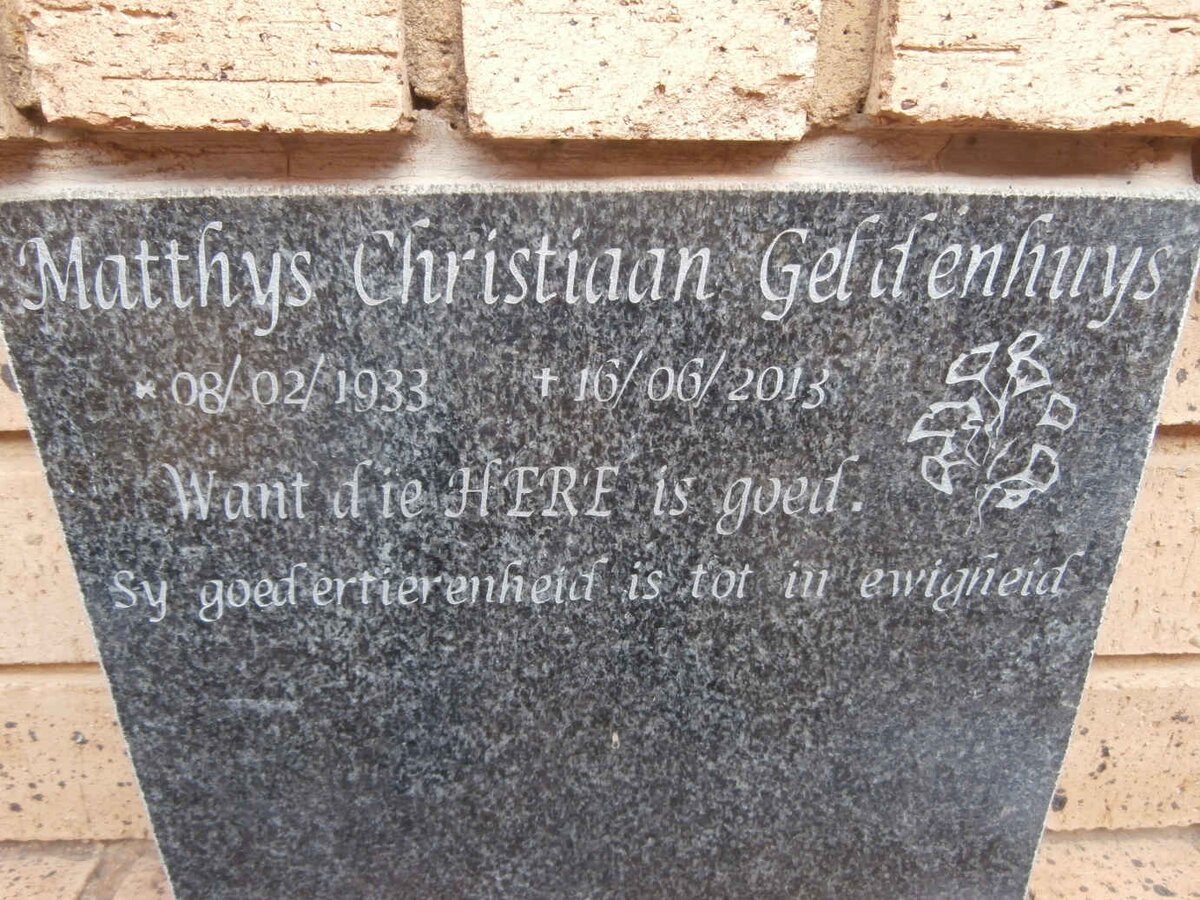 Matthys Christiaan Geldenhuys
* 08/02/1933 † 16/06/2013
Want die HERE is goed.
Sy goedertierenheid is tot in ewigheid